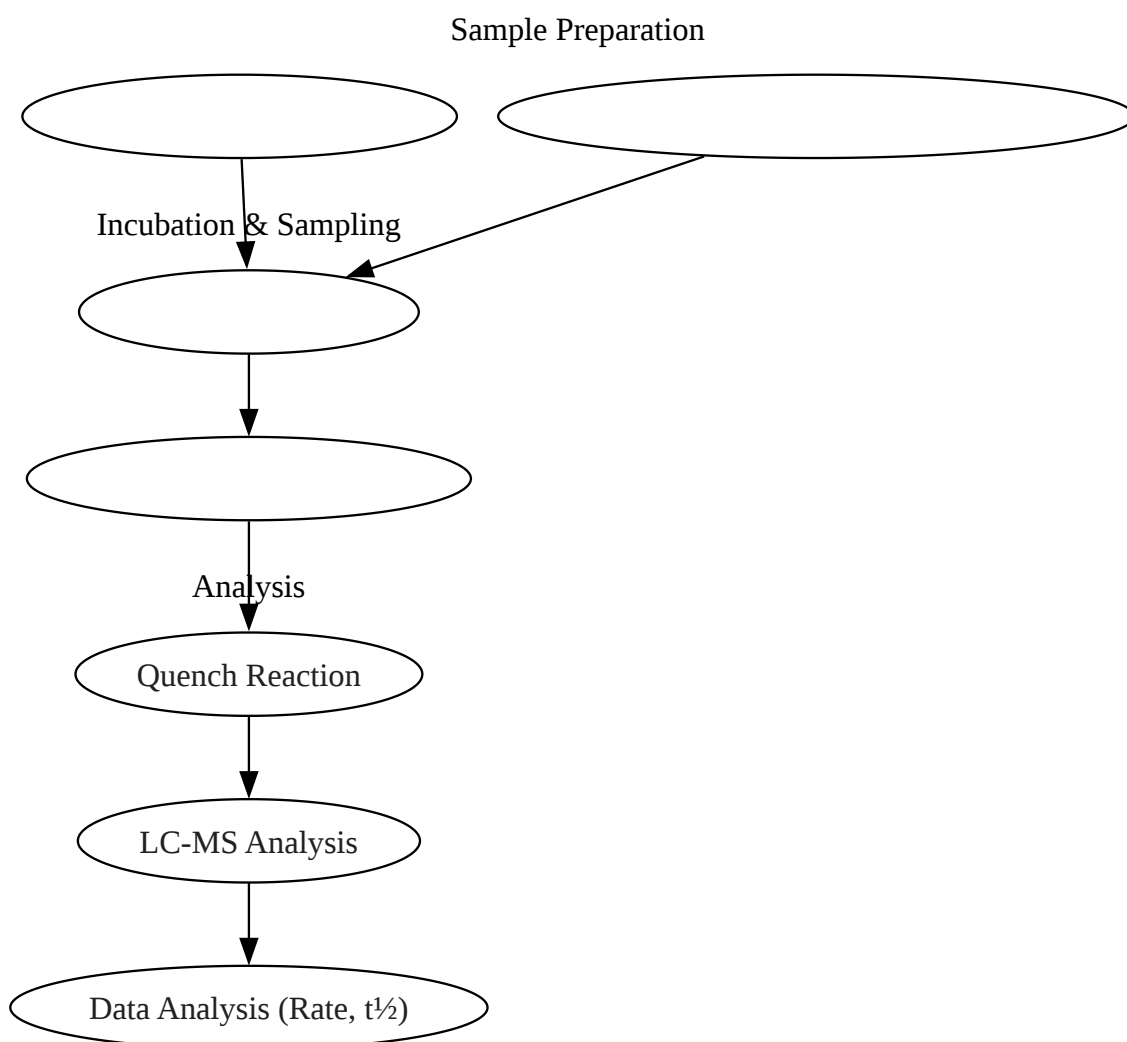 Sample Preparation
Incubation & Sampling
Analysis
Quench Reaction
LC-MS Analysis
Data Analysis (Rate, t½)